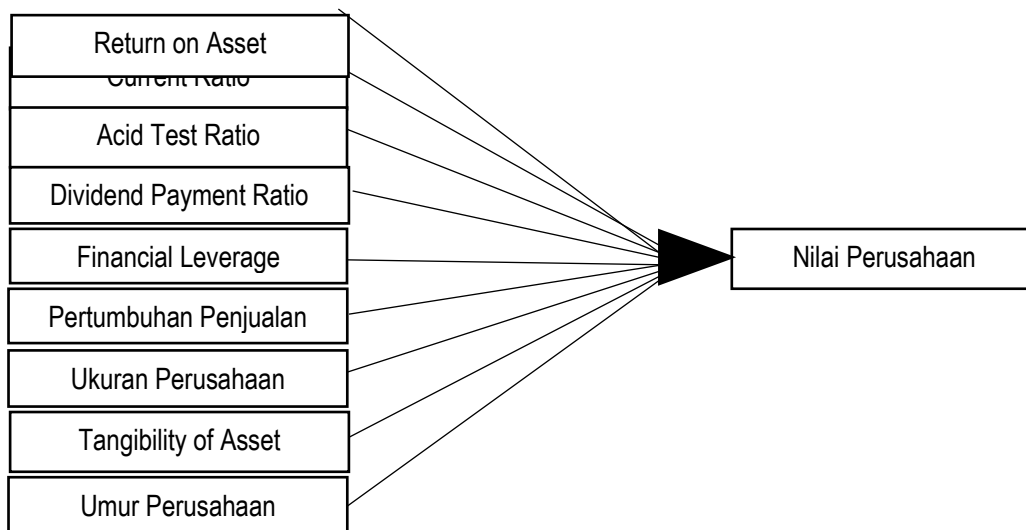 Return on Asset
Current Ratio
Acid Test Ratio
Dividend Payment Ratio
Financial Leverage
Nilai Perusahaan
Pertumbuhan Penjualan
Ukuran Perusahaan
Tangibility of Asset
Umur Perusahaan